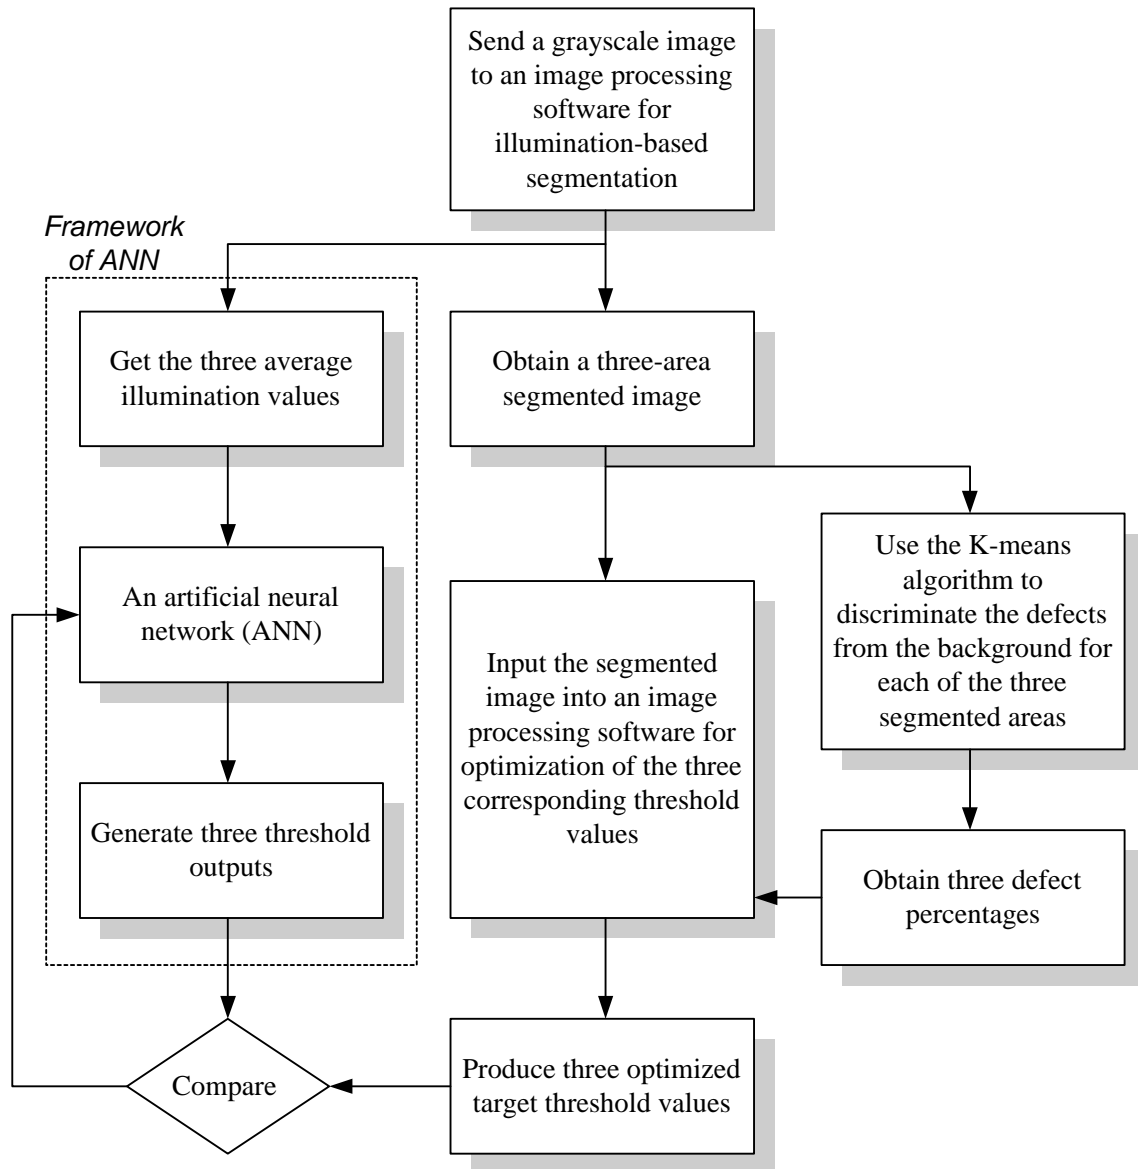 Send a grayscale image
to an image processing
software for
illumination-based
segmentation
Framework
of ANN
Get the three average
illumination values
Obtain a three-area
segmented image
Use the K-means
algorithm to
discriminate the defects
from the background for
each of the three
segmented areas
An artificial neural
network (ANN)
Input the segmented
image into an image
processing software for
optimization of the three
corresponding threshold
values
Generate three threshold
outputs
Obtain three defect
percentages
Compare
Produce three optimized
target threshold values